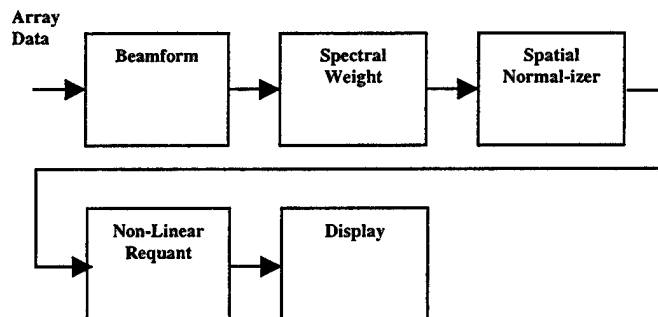 Array
Data
Beamform
Spectral
Weight
Spatial
Normal-izer
Non-Linear
Requant
Display